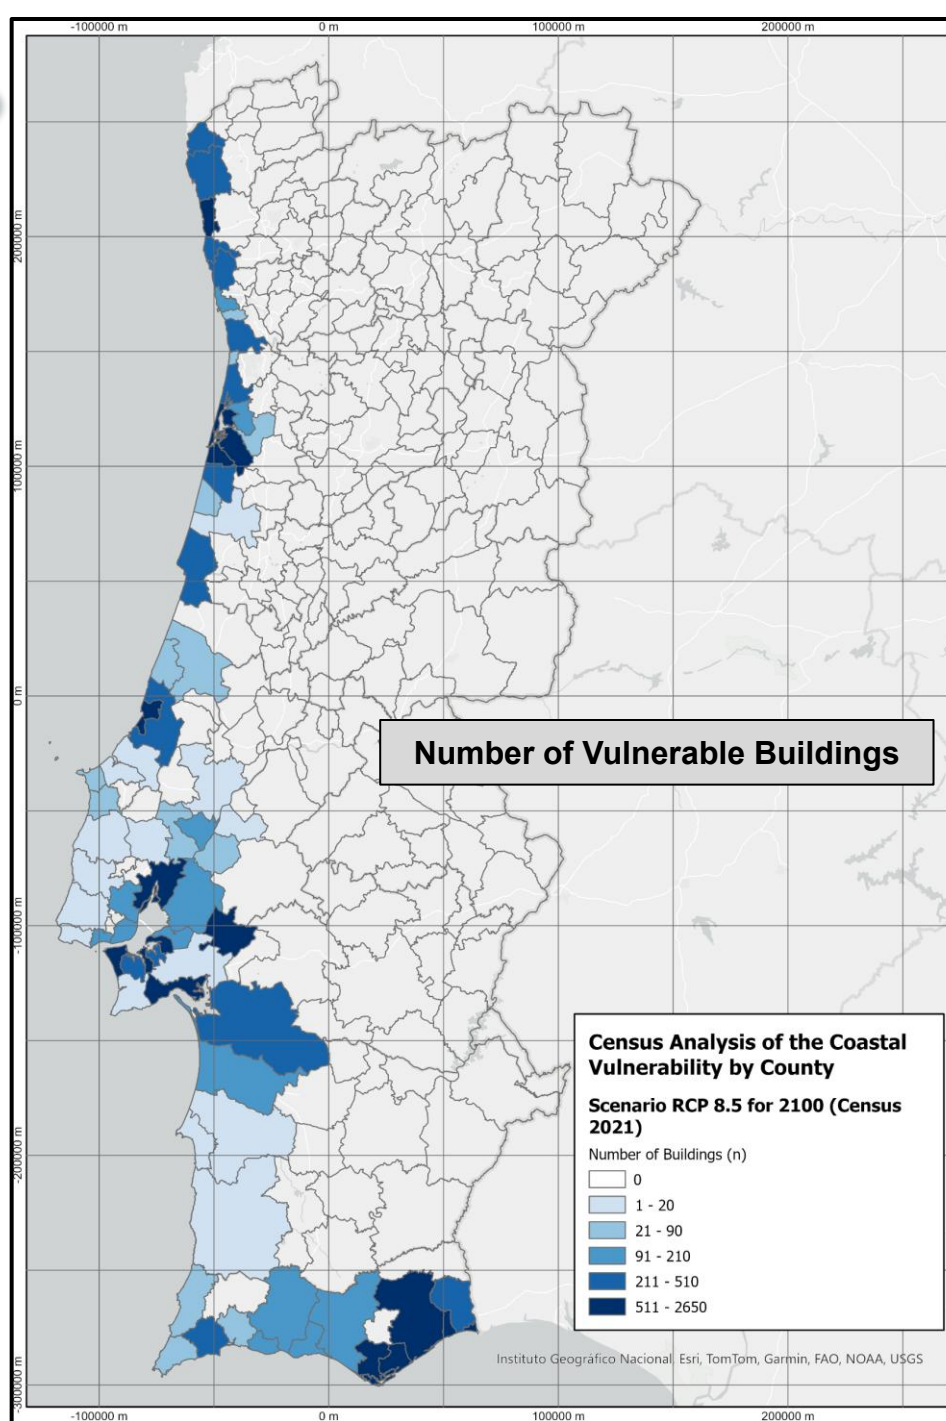 -100000 m
0 m
100000 m
200000 m
200000 m
100000 m
0 m
-100000 m
-200000 m
-300000 m
Number of Vulnerable Buildings
Census Analysis of the Coastal
Vulnerability by County
Scenario RCP 8.5 for 2100 (Census
2021)
Number of Buildings (n)
0
1 - 20
21 - 90
91 - 210
211 - 510
511 - 2650
Instituto Geográfico Nacional, Esri, TomTom, Garmin, FAO, NOAA, USGS
-100000 m
0 m
100000 m
200000 m